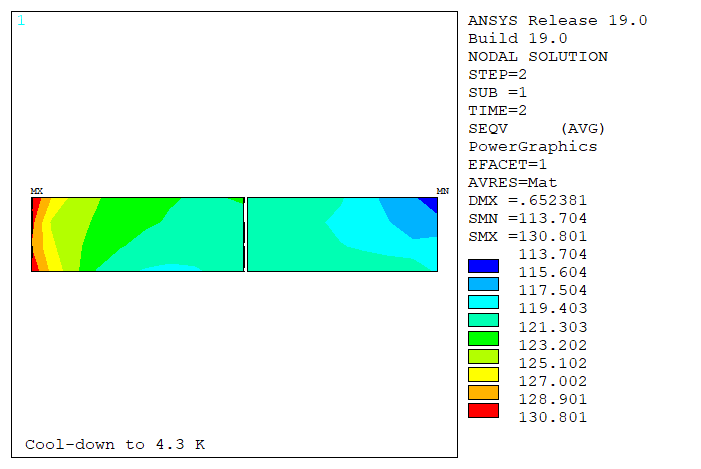 1
ANSYS Release 19.0
Build 19.0
NODAL SOLUTION
STEP=2
SUB =1
TIME=2
SEQV (AVG)
PowerGraphics
EFACET=1
AVRES=Mat
DMX =.652381
SMN =113.704
SMX =130.801
113.704
115.604
117.504
119.403
121.303
123.202
125.102
127.002
128.901
130.801
MX
MN
Cool-down to 4.3 K